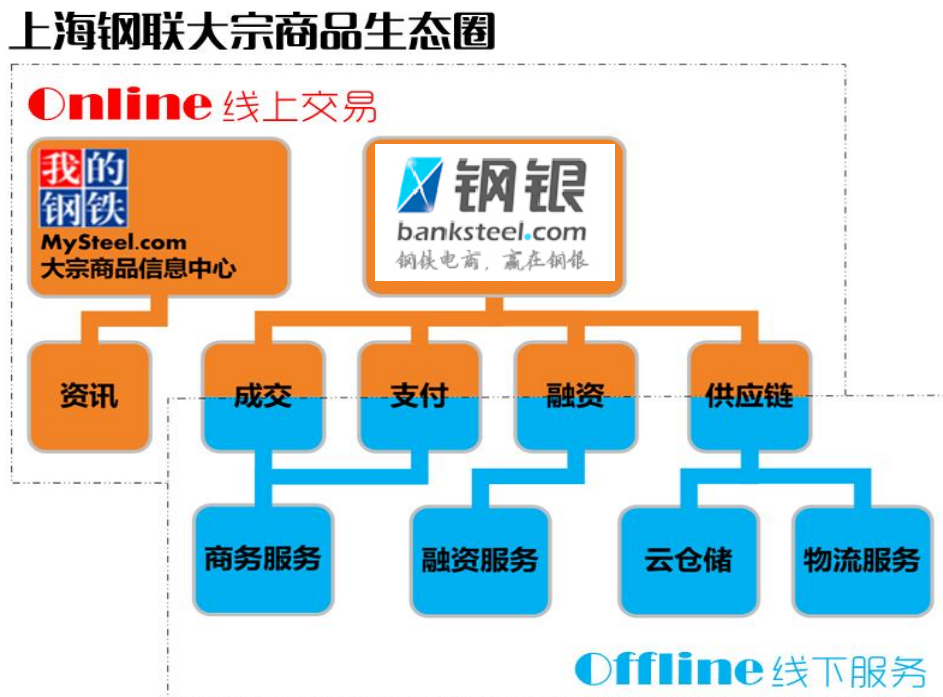 上海钢联大宗商品生态圈
Online 线上交易
我的
钢铁
MySteel.com
大宗商品信息中心
钢银
banksteel.com
钢铁电商，赢在钢银
资讯
成交
支付
融资
供应链
商务服务
融资服务
云仓储
物流服务
Offline 线下服务